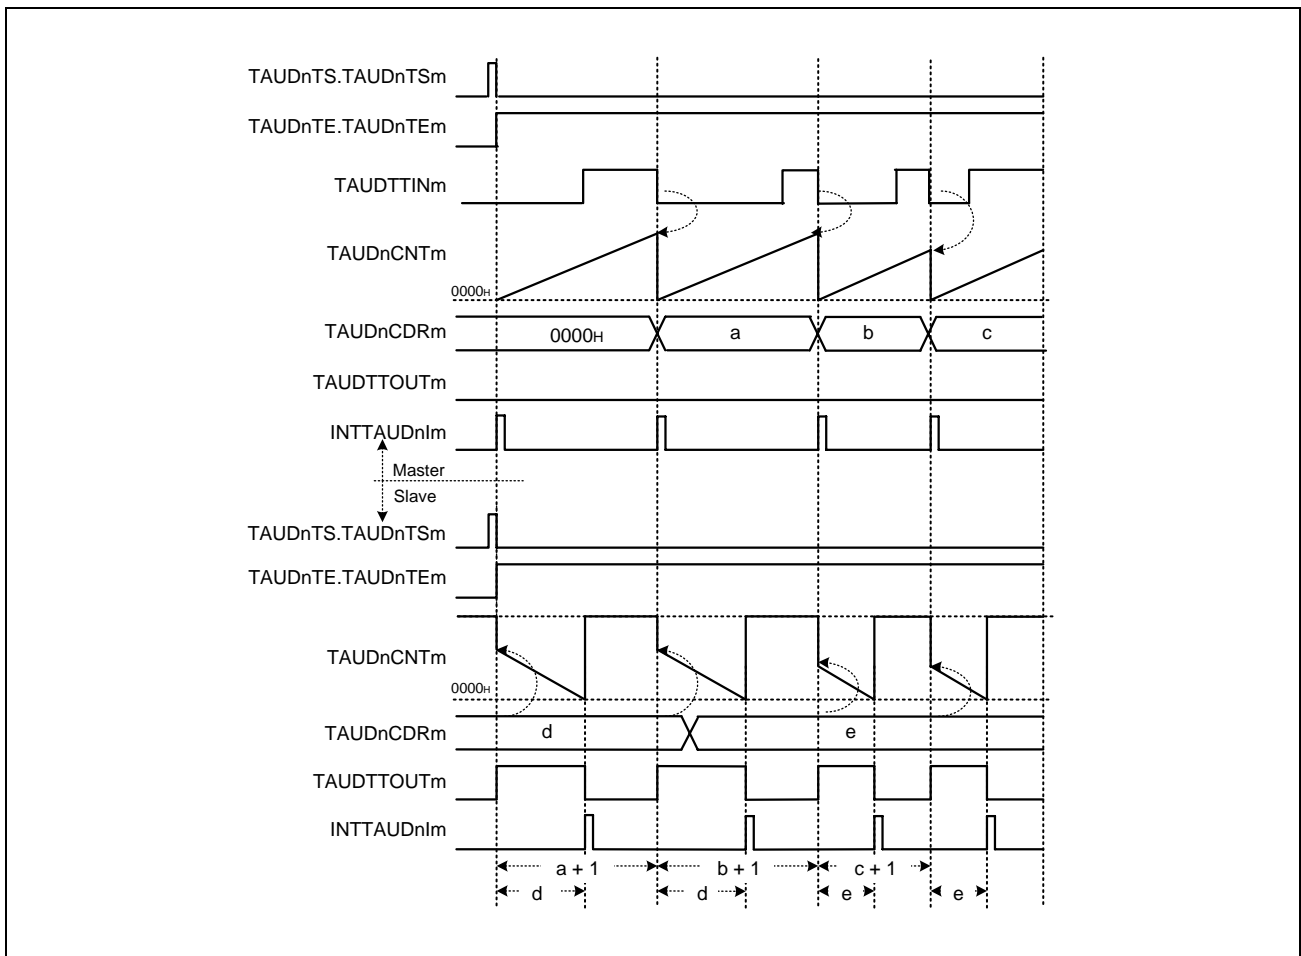 TAUDnTS.TAUDnTSm
TAUDnTE.TAUDnTEm
TAUDTTINm
TAUDnCNTm
0000H
TAUDnCDRm 0000H a b c
TAUDTTOUTm
INTTAUDnIm
Master
Slave
TAUDnTS.TAUDnTSm
TAUDnTE.TAUDnTEm
TAUDnCNTm
0000H
TAUDnCDRm d e
TAUDTTOUTm
INTTAUDnIm
a + 1 b + 1 c + 1
d d e e